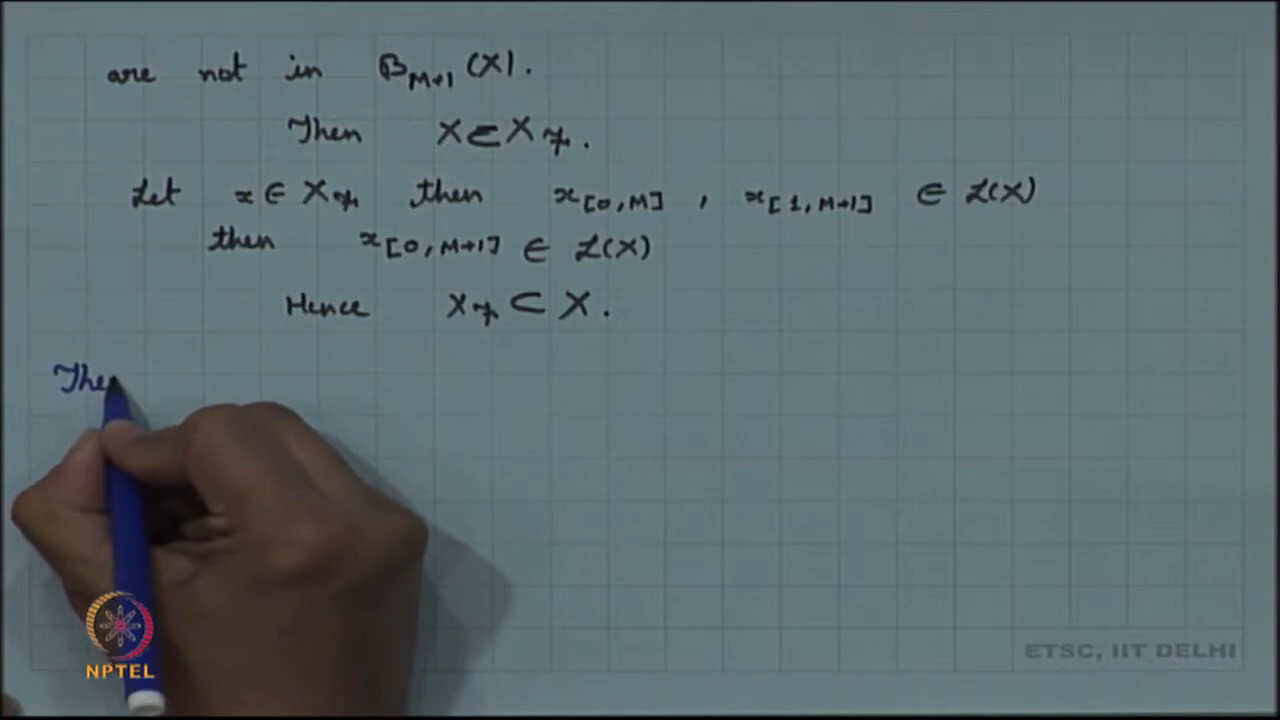 are not in B_{M+1}(X).
Then X ⊂ X_F.
Let x ∈ X_F then x_{[0,M]}, x_{[1,M+1]} ∈ L(X)
then x_{[0,M+1]} ∈ L(X)
Hence X_F ⊂ X.
The
NPTEL
ETSC, IIT DELHI